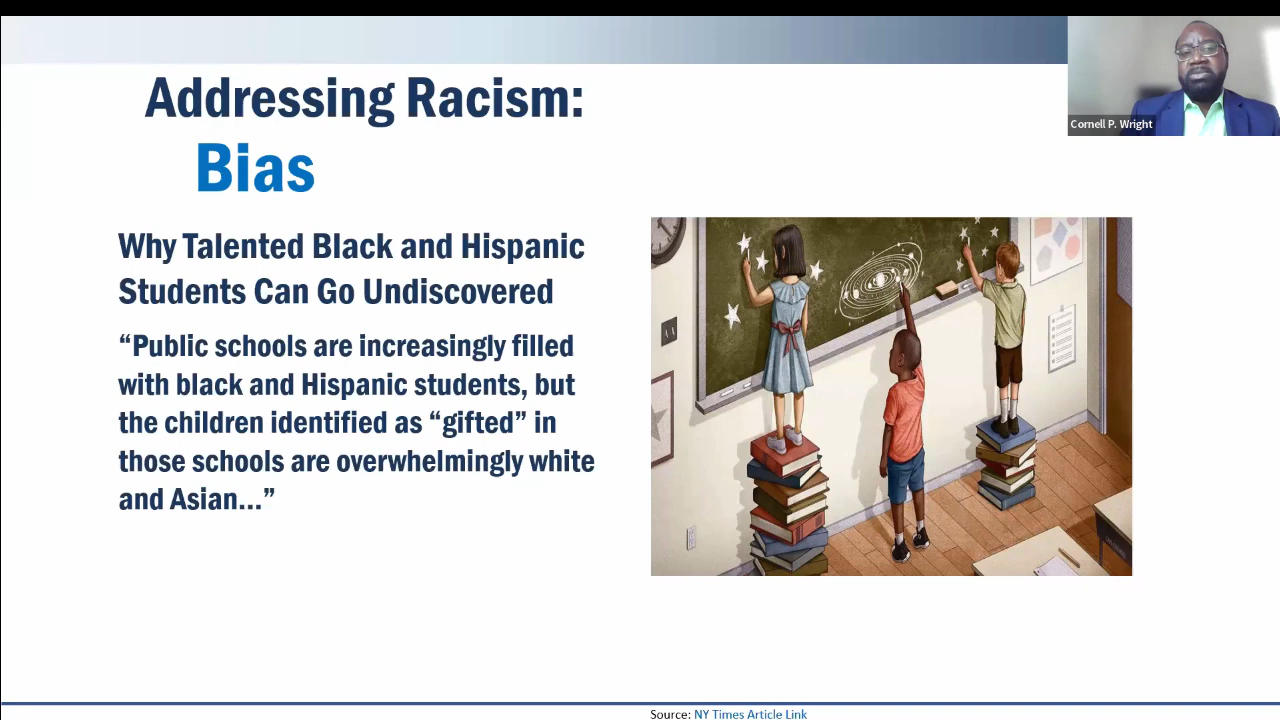 Addressing Racism:
Bias
Cornell P. Wright
Why Talented Black and Hispanic
Students Can Go Undiscovered
“Public schools are increasingly filled
with black and Hispanic students, but
the children identified as “gifted” in
those schools are overwhelmingly white
and Asian…”
Source: NY Times Article Link